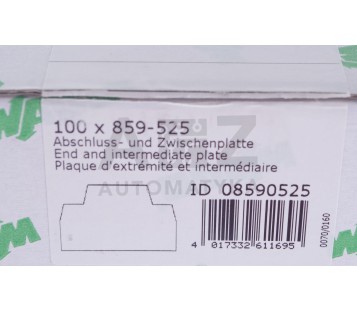 100 x 859-525
Abschluss- und Zwischenplatte
End and intermediate plate
Plaque d'extrémité et intermédiaire
ID 08590525
4 017332 611695
0070/0160
AUTOMATYKA